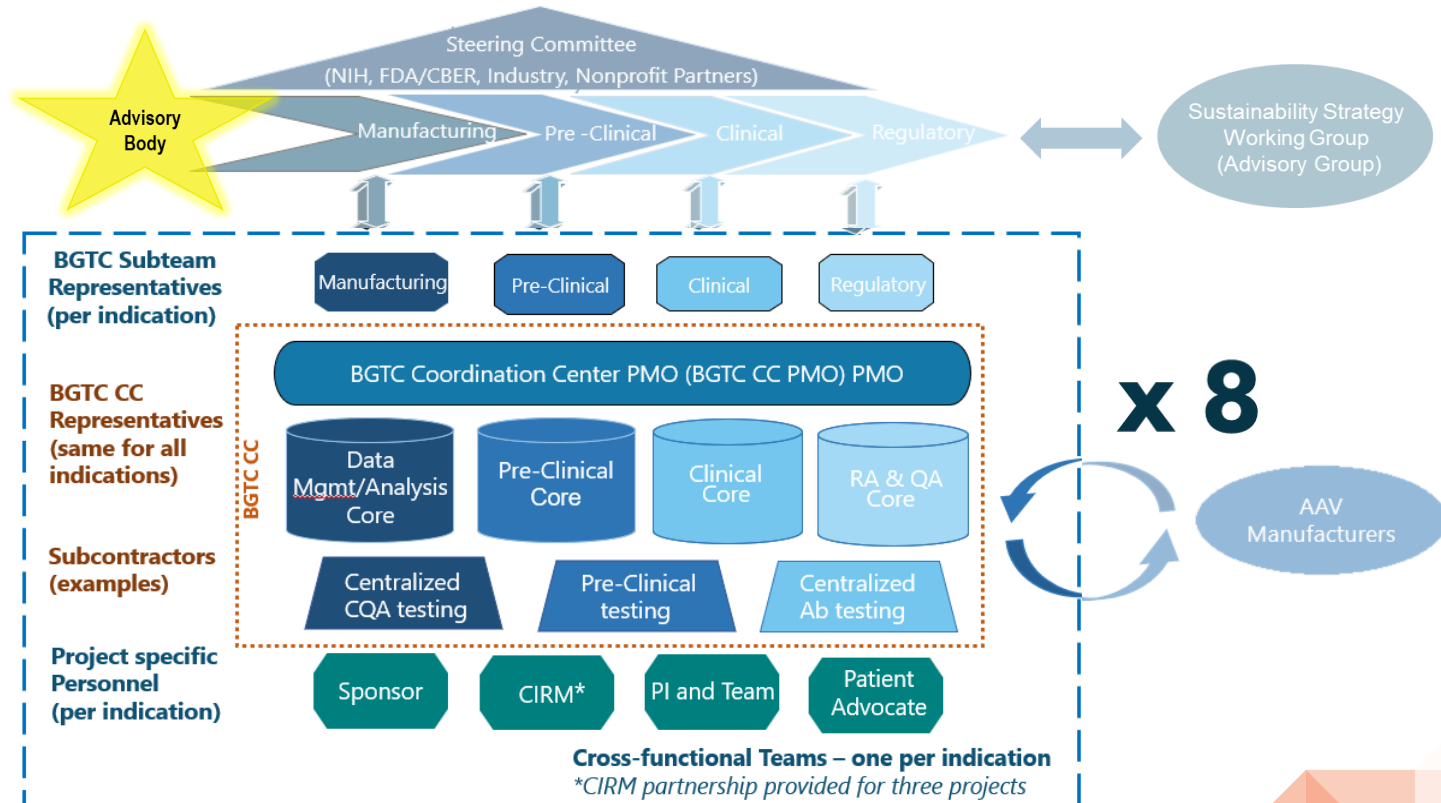 Steering Committee
(NIH, FDA/CBER, Industry, Nonprofit Partners)
Advisory
Body
Manufacturing
Pre -Clinical
Clinical
Regulatory
Sustainability Strategy
Working Group
(Advisory Group)
BGTC Subteam
Representatives
(per indication)
Manufacturing
Pre-Clinical
Clinical
Regulatory
BGTC Coordination Center PMO (BGTC CC PMO) PMO
BGTC CC
Representatives
(same for all
indications)
BGTC CC
Data
Mgmt/Analysis
Core
Pre-Clinical
Core
Clinical
Core
RA & QA
Core
x 8
AAV
Manufacturers
Subcontractors
(examples)
Centralized
CQA testing
Pre-Clinical
testing
Centralized
Ab testing
Project specific
Personnel
(per indication)
Sponsor
CIRM*
PI and Team
Patient
Advocate
Cross-functional Teams – one per indication
*CIRM partnership provided for three projects